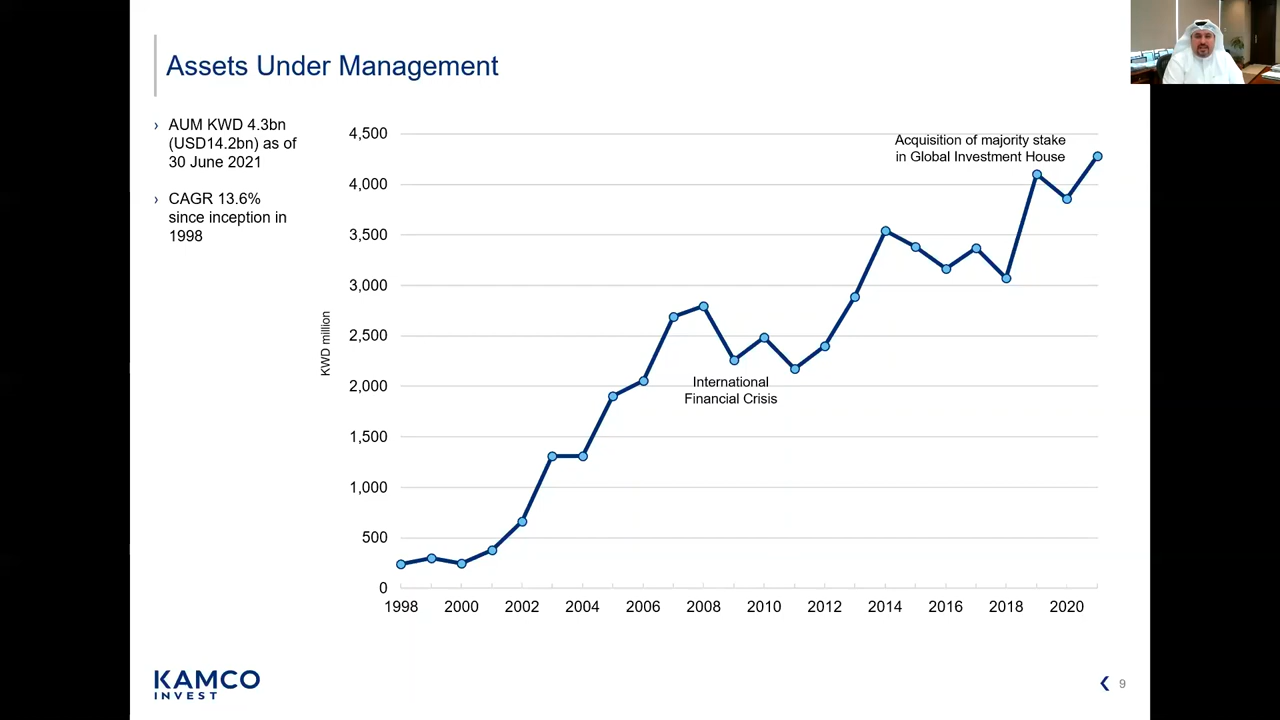 Assets Under Management
› AUM KWD 4.3bn
(USD14.2bn) as of
30 June 2021
› CAGR 13.6%
since inception in
1998
KWD million
4,500
4,000
3,500
3,000
2,500
2,000
1,500
1,000
500
0
Acquisition of majority stake
in Global Investment House
International
Financial Crisis
1998 2000 2002 2004 2006 2008 2010 2012 2014 2016 2018 2020
KAMCO
INVEST
9